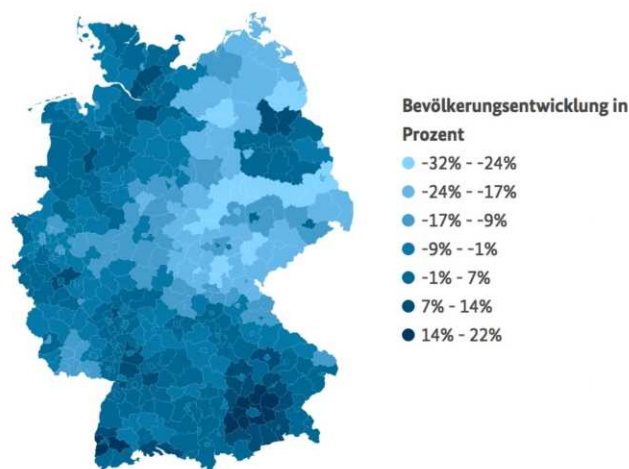 Bevölkerungsentwicklung in
Prozent
-32% - -24%
-24% - -17%
-17% - -9%
-9% - -1%
-1% - 7%
7% - 14%
14% - 22%